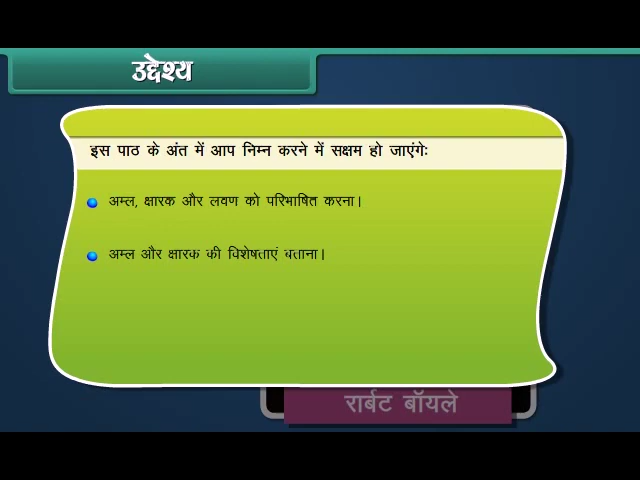 उद्देश्य
इस पाठ के अंत में आप निम्न करने में सक्षम हो जाएंगे:
अम्ल, क्षारक और लवण को परिभाषित करना।
अम्ल और क्षारक की विशेषताएं बताना।
रार्बट बॉयले